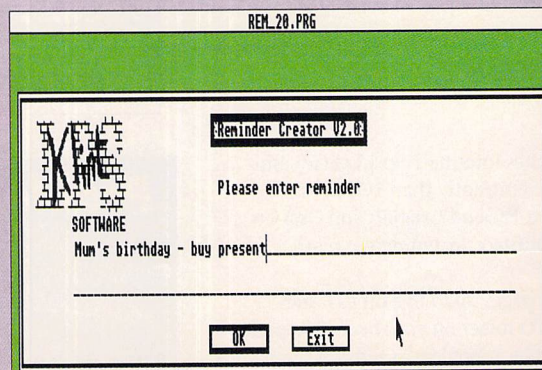 REM_20.PRG
Reminder Creator V2.0:
Please enter reminder
SOFTWARE
Mum's birthday - buy present
OK
Exit